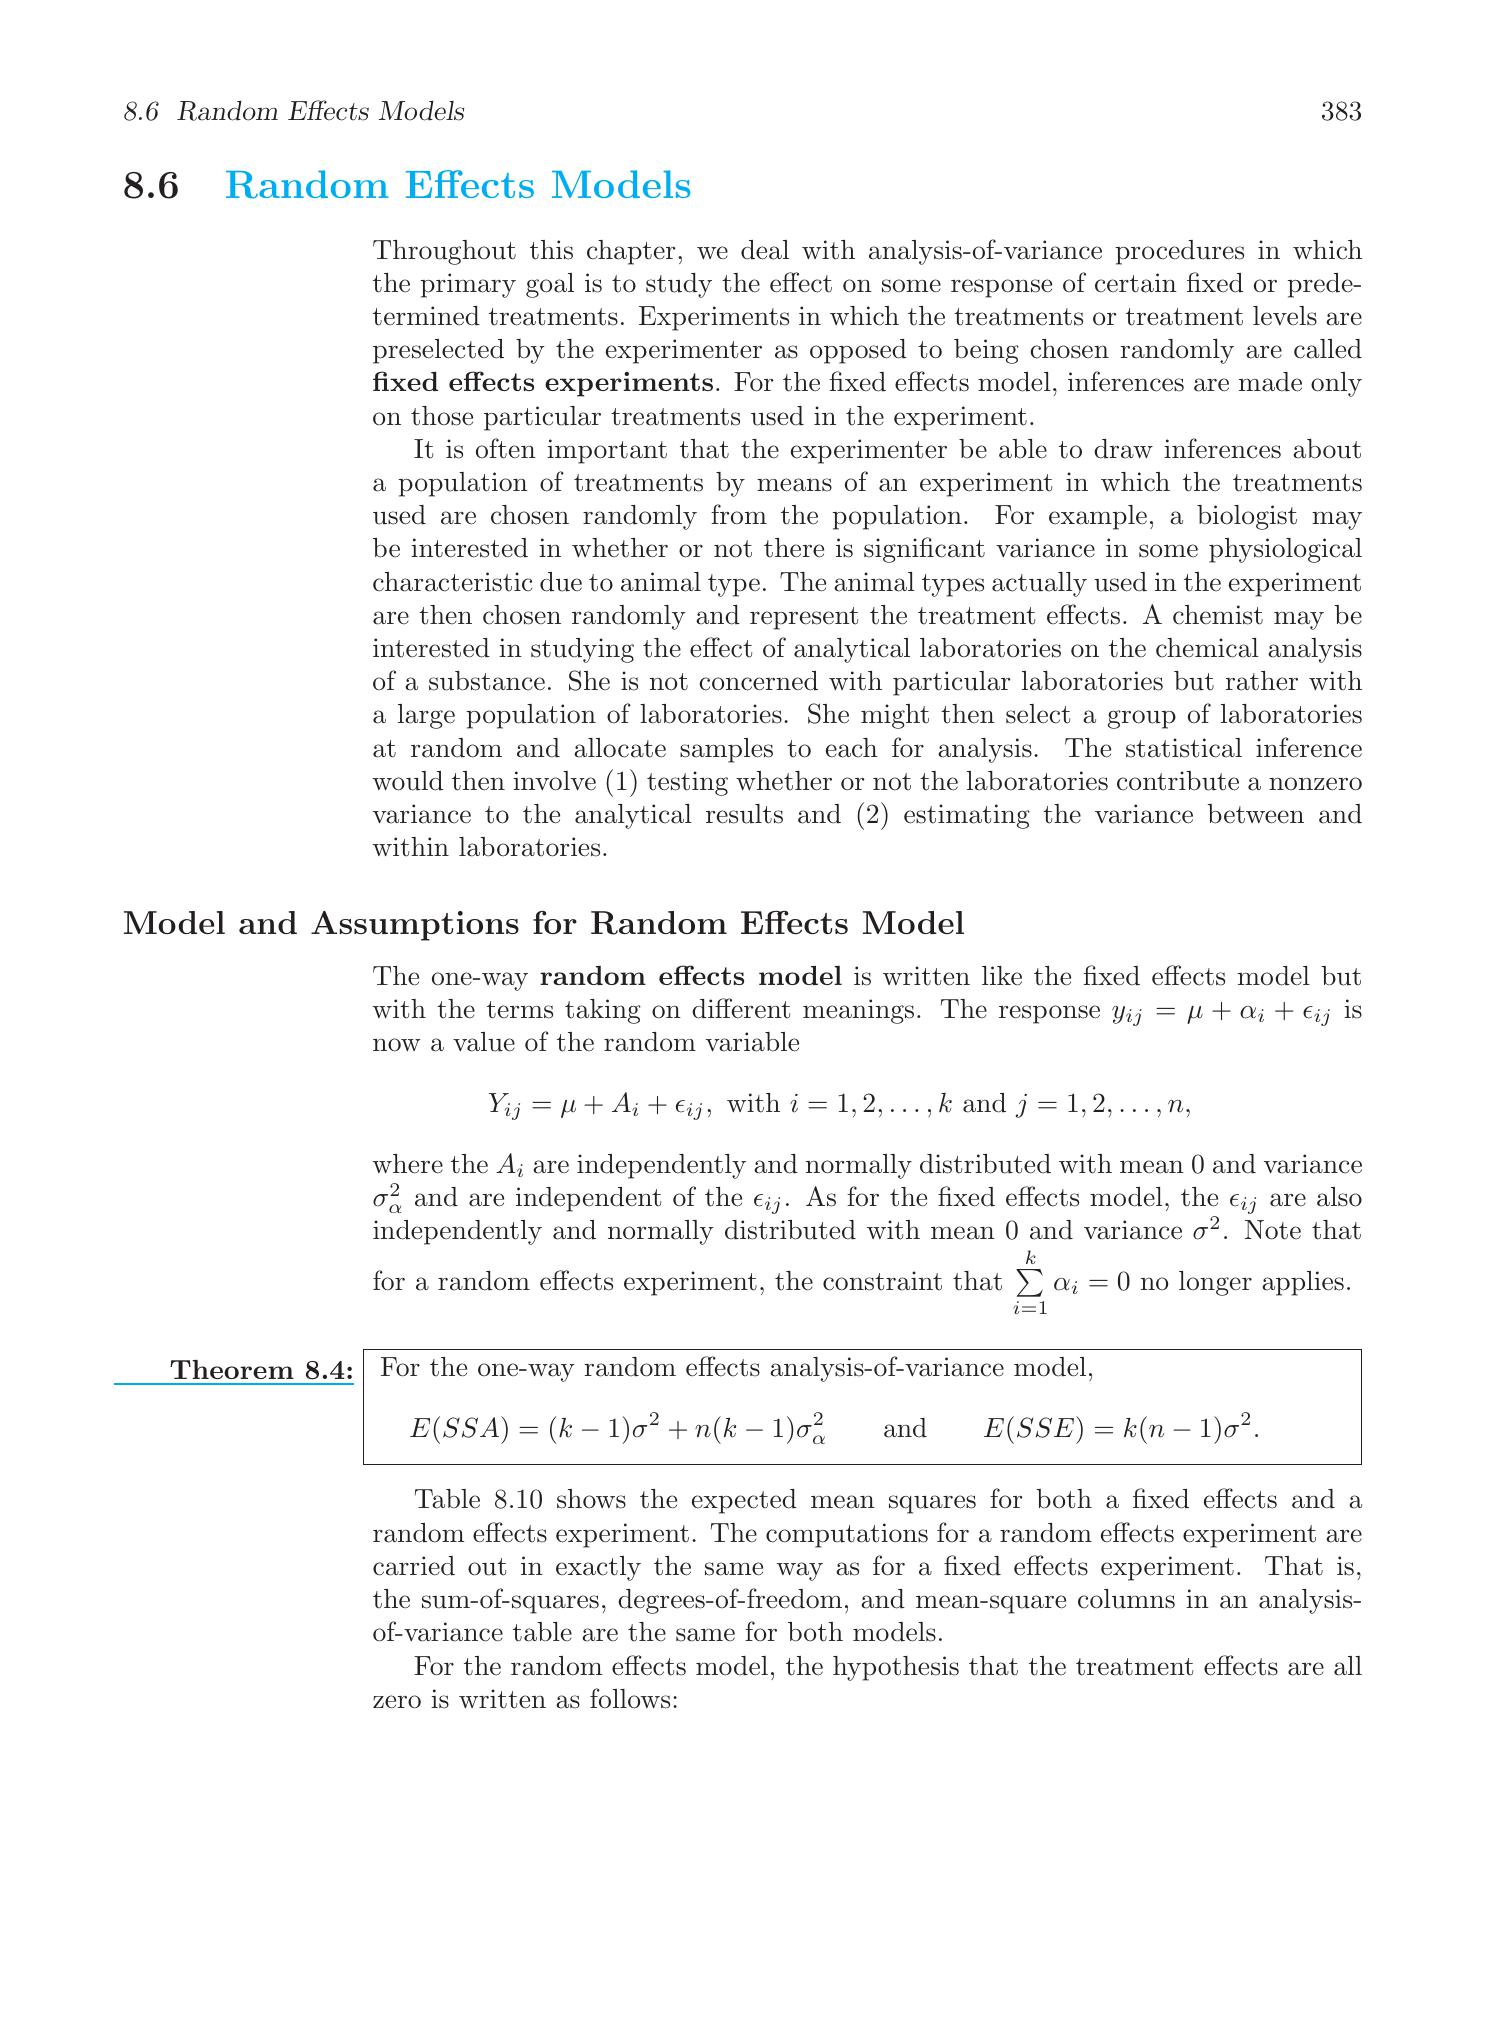 8.6 Random Effects Models 383
8.6 Random Effects Models
Throughout this chapter, we deal with analysis-of-variance procedures in which
the primary goal is to study the effect on some response of certain fixed or prede-
termined treatments. Experiments in which the treatments or treatment levels are
preselected by the experimenter as opposed to being chosen randomly are called
fixed effects experiments. For the fixed effects model, inferences are made only
on those particular treatments used in the experiment.
It is often important that the experimenter be able to draw inferences about
a population of treatments by means of an experiment in which the treatments
used are chosen randomly from the population. For example, a biologist may
be interested in whether or not there is significant variance in some physiological
characteristic due to animal type. The animal types actually used in the experiment
are then chosen randomly and represent the treatment effects. A chemist may be
interested in studying the effect of analytical laboratories on the chemical analysis
of a substance. She is not concerned with particular laboratories but rather with
a large population of laboratories. She might then select a group of laboratories
at random and allocate samples to each for analysis. The statistical inference
would then involve (1) testing whether or not the laboratories contribute a nonzero
variance to the analytical results and (2) estimating the variance between and
within laboratories.
Model and Assumptions for Random Effects Model
The one-way random effects model is written like the fixed effects model but
with the terms taking on different meanings. The response $y_{ij} = \mu + \alpha_i + \epsilon_{ij}$ is
now a value of the random variable
$Y_{ij} = \mu + A_i + \epsilon_{ij}$, with $i = 1, 2, \ldots, k$ and $j = 1, 2, \ldots, n$,
where the $A_i$ are independently and normally distributed with mean 0 and variance
$\sigma_\alpha^2$ and are independent of the $\epsilon_{ij}$. As for the fixed effects model, the $\epsilon_{ij}$ are also
independently and normally distributed with mean 0 and variance $\sigma^2$. Note that
for a random effects experiment, the constraint that $\sum_{i=1}^{k} \alpha_i = 0$ no longer applies.
Theorem 8.4: For the one-way random effects analysis-of-variance model,
$E(SSA) = (k-1)\sigma^2 + n(k-1)\sigma_\alpha^2$ and $E(SSE) = k(n-1)\sigma^2$.
Table 8.10 shows the expected mean squares for both a fixed effects and a
random effects experiment. The computations for a random effects experiment are
carried out in exactly the same way as for a fixed effects experiment. That is,
the sum-of-squares, degrees-of-freedom, and mean-square columns in an analysis-
of-variance table are the same for both models.
For the random effects model, the hypothesis that the treatment effects are all
zero is written as follows: